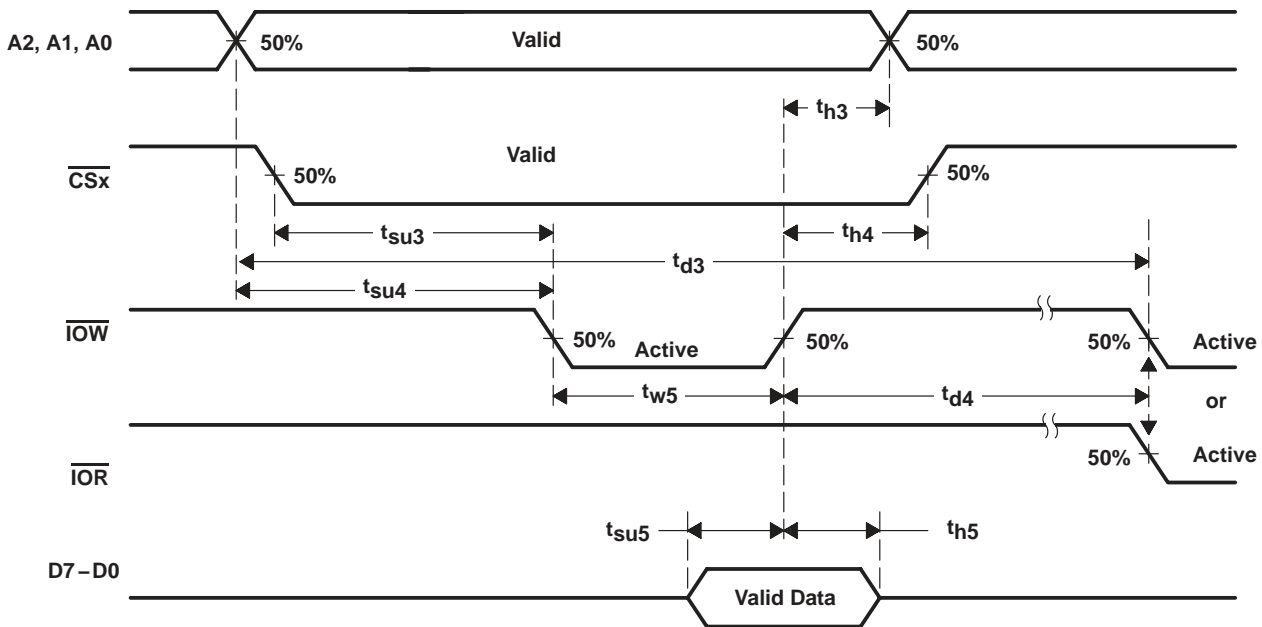 A2, A1, A0
50%
Valid
50%
th3
CSx
50%
Valid
50%
tsu3
th4
td3
tsu4
IOW
50%
Active
50%
50%
Active
tw5
td4
or
IOR
50%
Active
tsu5
th5
D7–D0
Valid Data